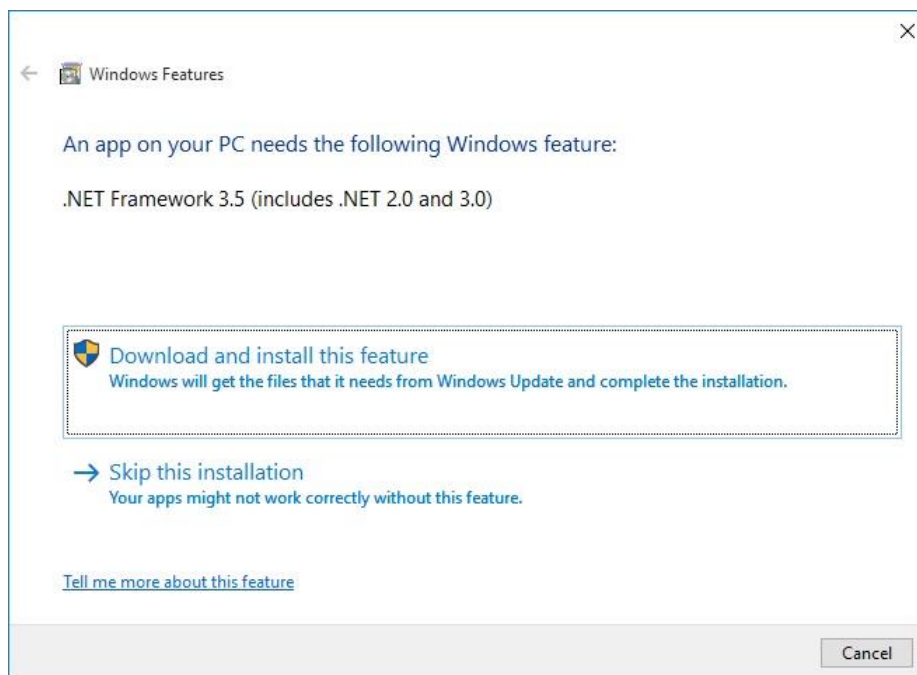 Windows Features
An app on your PC needs the following Windows feature:
.NET Framework 3.5 (includes .NET 2.0 and 3.0)
Download and install this feature
Windows will get the files that it needs from Windows Update and complete the installation.
Skip this installation
Your apps might not work correctly without this feature.
Tell me more about this feature
Cancel